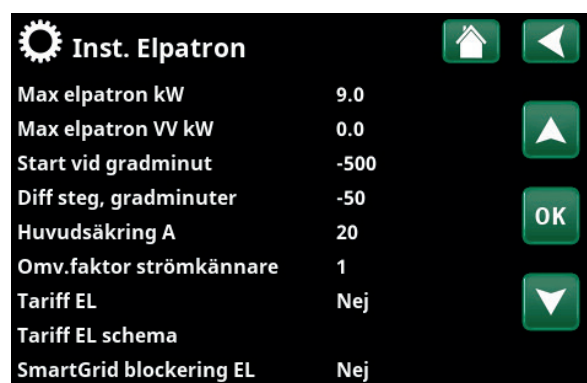 Inst. Elpatron
Max elpatron kW 9.0
Max elpatron VV kW 0.0
Start vid gradminut -500
Diff steg, gradminuter -50
Huvudsäkring A 20
Omv.faktor strömkännare 1
Tariff EL Nej
Tariff EL schema
SmartGrid blockering EL Nej
OK